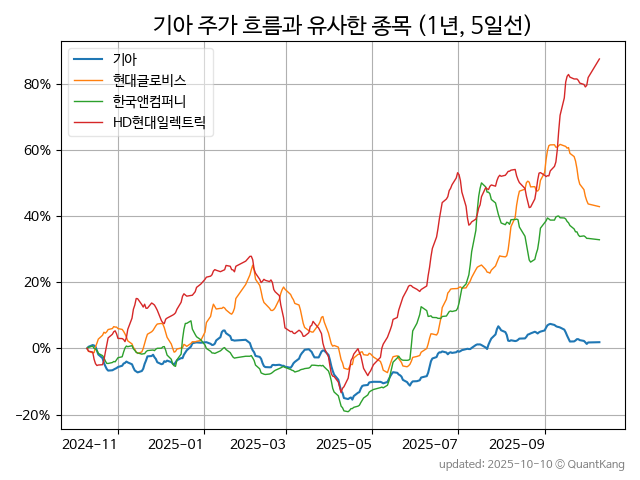 기아 주가 흐름과 유사한 종목 (1년, 5일선)
기아
현대글로비스
한국앤컴퍼니
HD현대일렉트릭
80%
60%
40%
20%
0%
−20%
2024−11
2025−01
2025−03
2025−05
2025−07
2025−09
updated: 2025-10-10 © QuantKang